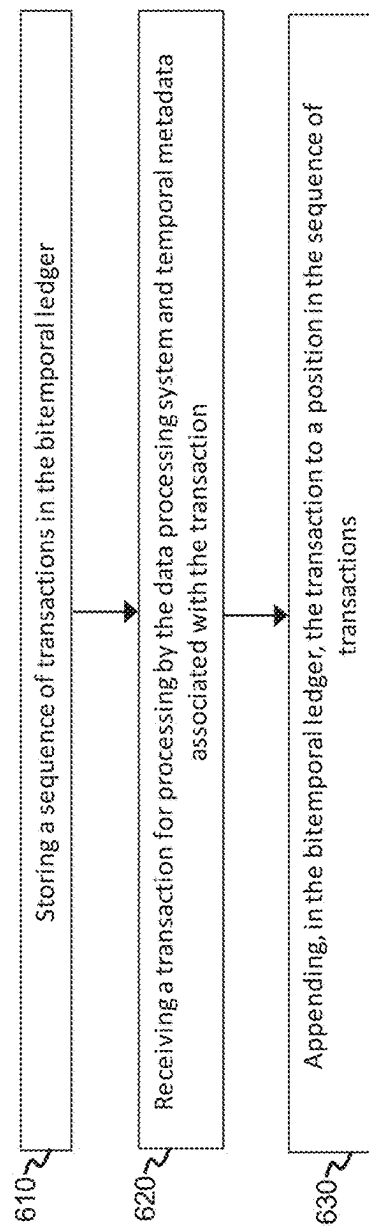 610
Storing a sequence of transactions in the bitemporal ledger
620
Receiving a transaction for processing by the data processing system and temporal metadata
associated with the transaction
630
Appending, in the bitemporal ledger, the transaction to a position in the sequence of
transactions